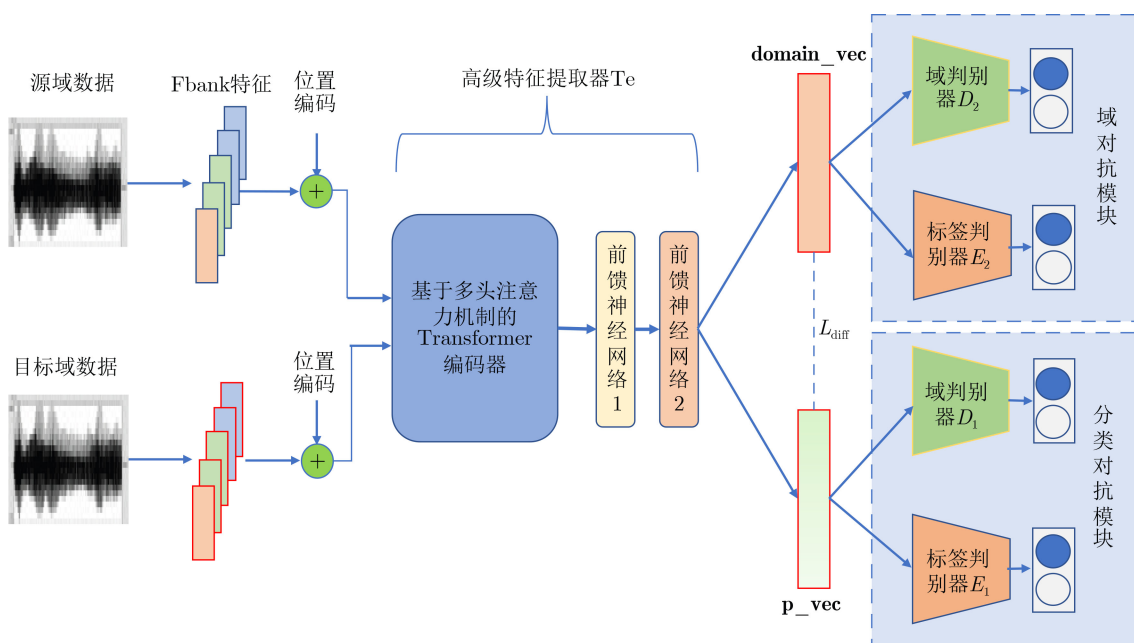 源域数据
Fbank特征
位置
编码
+
高级特征提取器Te
目标域数据
位置
编码
+
基于多头注意
力机制的
Transformer
编码器
前
馈
神
经
网
络
1
前
馈
神
经
网
络
2
domain_vec
L_diff
p_vec
域判别
器D₂
标签判
别器E₂
域
对
抗
模
块
域判别
器D₁
标签判
别器E₁
分
类
对
抗
模
块